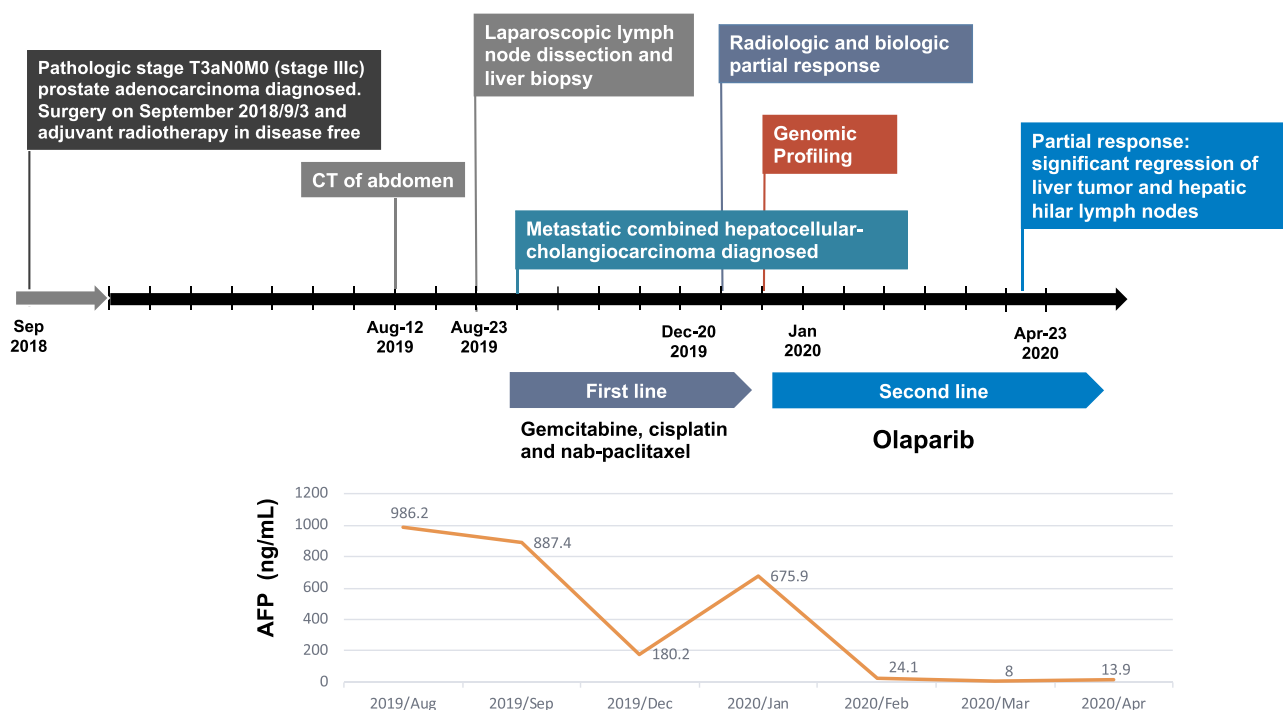 Pathologic stage T3aN0M0 (stage IIIc)
prostate adenocarcinoma diagnosed.
Surgery on September 2018/9/3 and
adjuvant radiotherapy in disease free
CT of abdomen
Laparoscopic lymph
node dissection and
liver biopsy
Metastatic combined hepatocellular-
cholangiocarcinoma diagnosed
Radiologic and biologic
partial response
Genomic
Profiling
Partial response:
significant regression of
liver tumor and hepatic
hilar lymph nodes
Sep
2018
Aug-12
2019
Aug-23
2019
Dec-20
2019
Jan
2020
Apr-23
2020
First line
Second line
Gemcitabine, cisplatin
and nab-paclitaxel
Olaparib
AFP (ng/mL)
1200
1000
800
600
400
200
0
986.2
887.4
180.2
675.9
24.1
8
13.9
2019/Aug
2019/Sep
2019/Dec
2020/Jan
2020/Feb
2020/Mar
2020/Apr